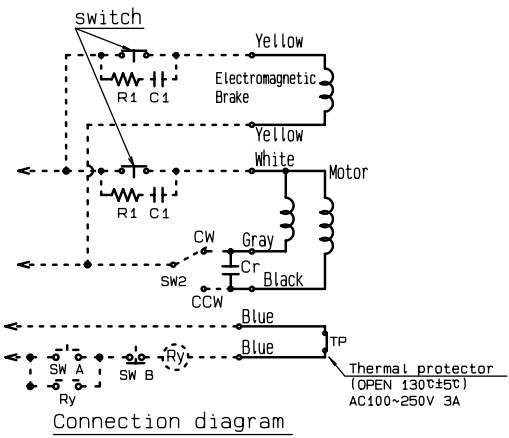 switch
Yellow
Electromagnetic
Brake
R1 C1
Yellow
White
Motor
R1 C1
CW
Gray
Cr
SW2
Black
CCW
Blue
TP
Blue
Ry
SW A
SW B
Ry
Thermal protector
(OPEN 130℃±5℃)
AC100~250V 3A
Connection diagram